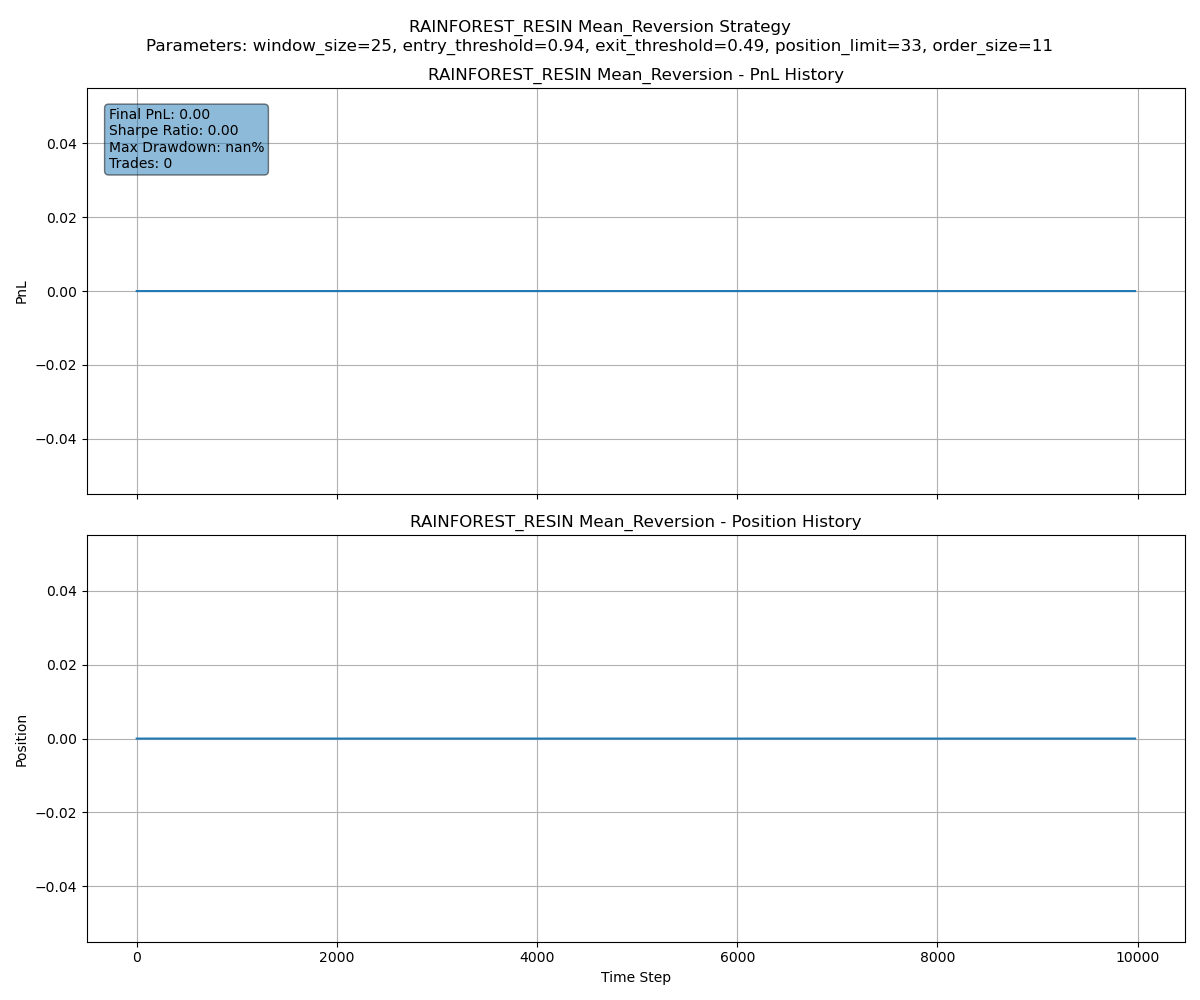 RAINFOREST_RESIN Mean_Reversion Strategy
Parameters: window_size=25, entry_threshold=0.94, exit_threshold=0.49, position_limit=33, order_size=11
RAINFOREST_RESIN Mean_Reversion - PnL History
Final PnL: 0.00
Sharpe Ratio: 0.00
Max Drawdown: nan%
Trades: 0
0.04
0.02
0.00
−0.02
−0.04
PnL
RAINFOREST_RESIN Mean_Reversion - Position History
0.04
0.02
0.00
−0.02
−0.04
Position
0 2000 4000 6000 8000 10000
Time Step